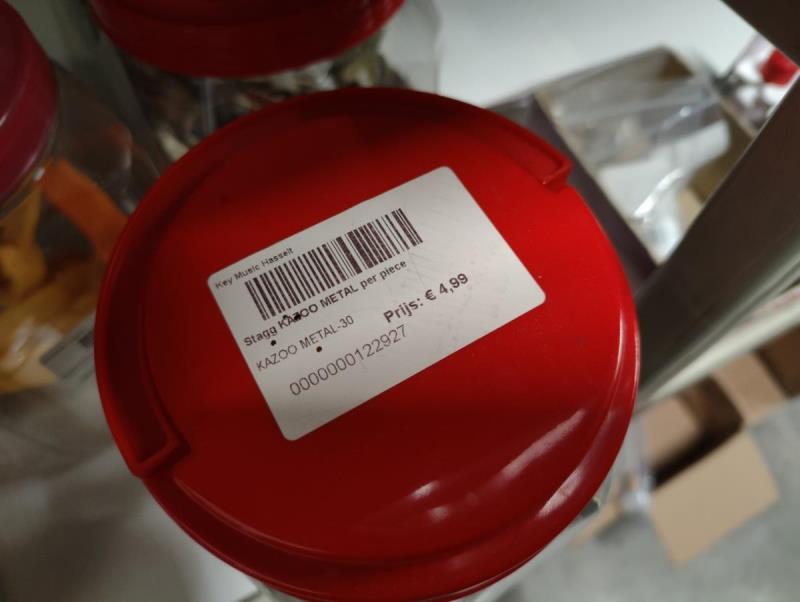 Key Music Hasselt
Stagg KAZOO METAL per piece
KAZOO METAL-30
Prijs: € 4,99
0000000122927